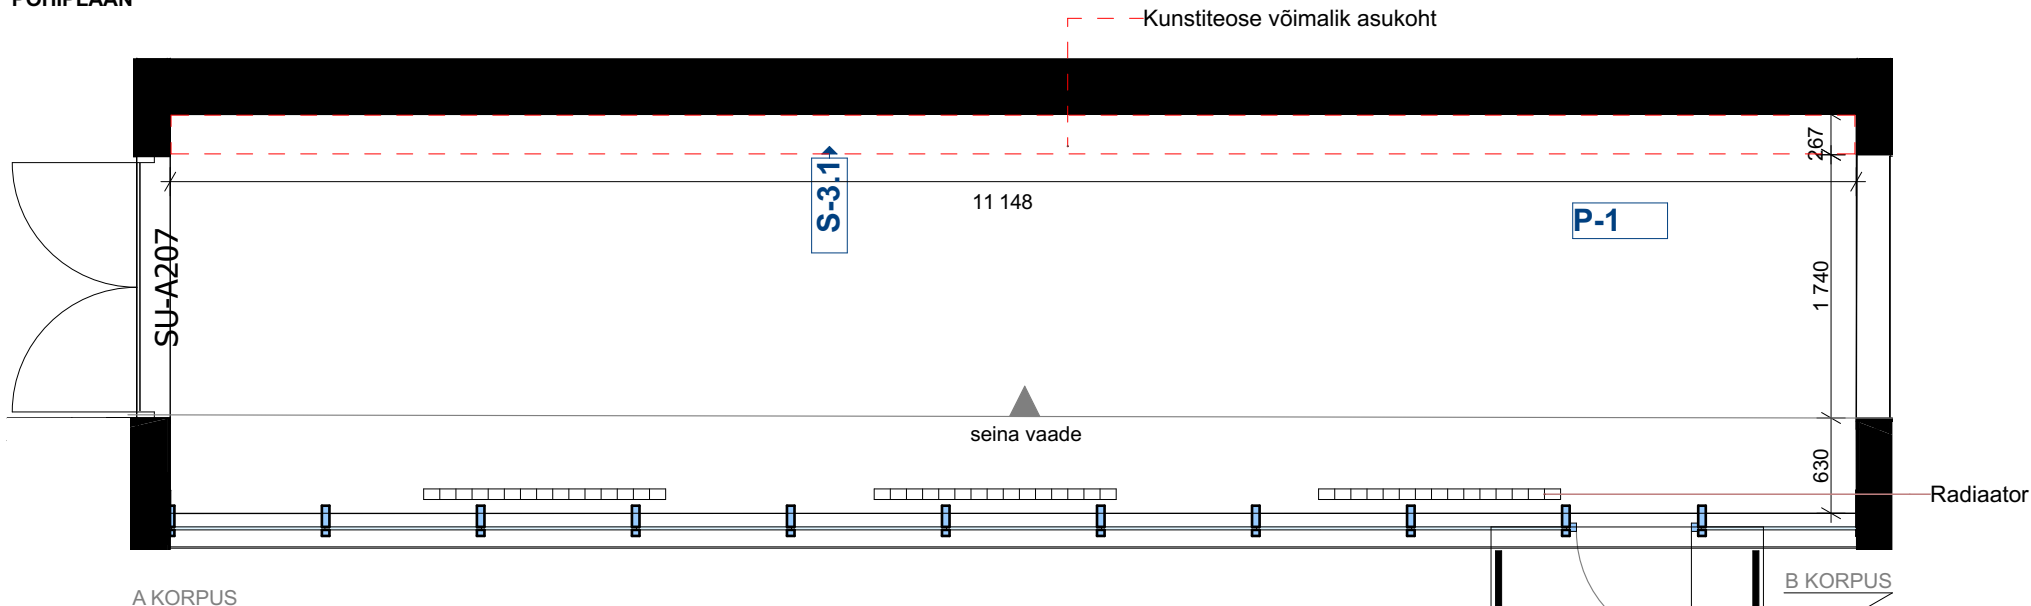 PÕHIPLAAN
Kunstiteose võimalik asukoht
267
S-3.1
11 148
P-1
SU-A207
1 740
seina vaade
630
Radiaator
A KORPUS
B KORPUS